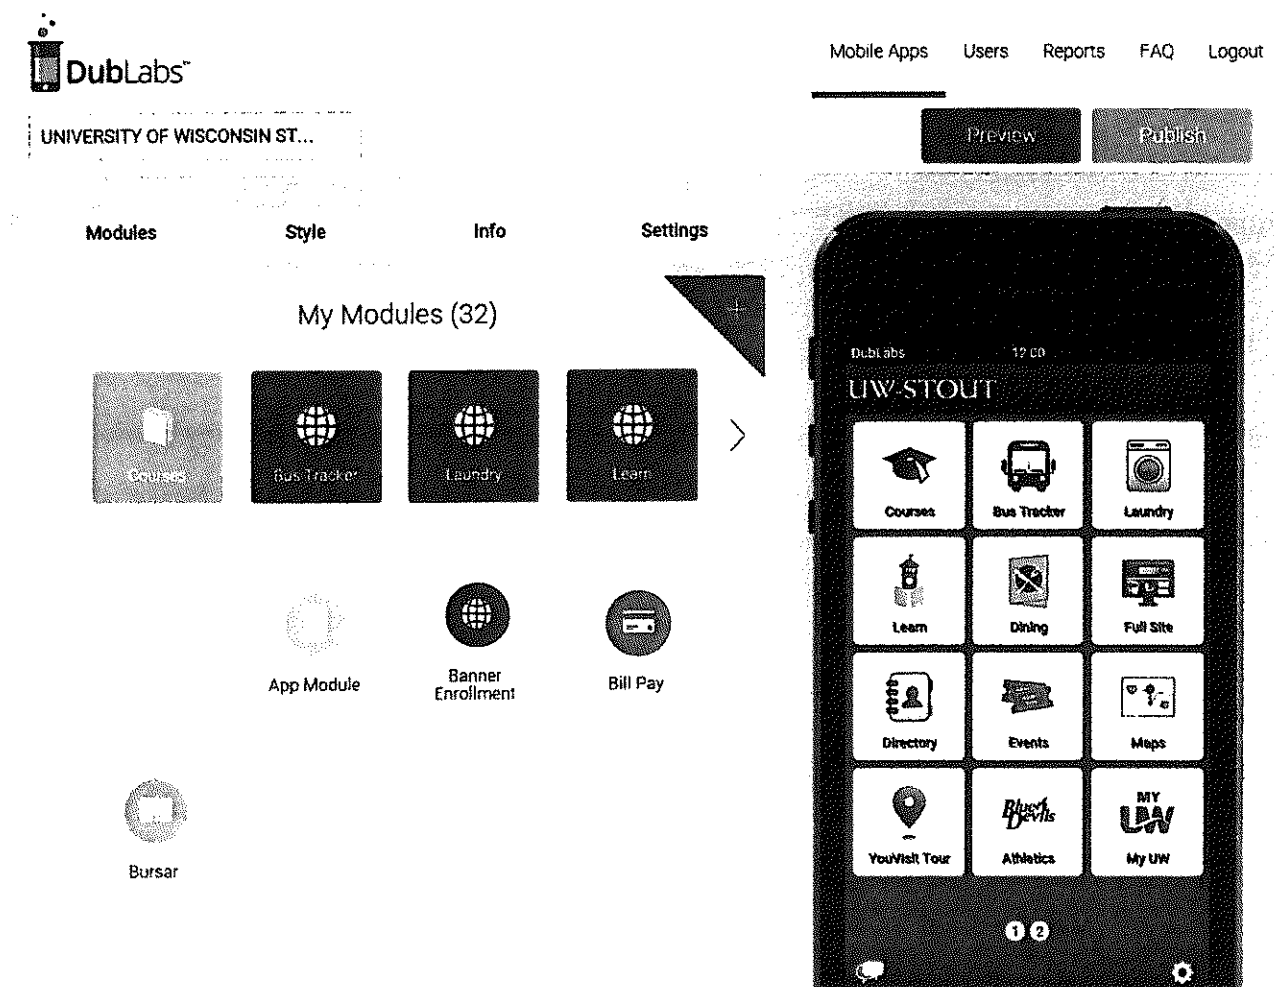 DubLabs™
Mobile Apps Users Reports FAQ Logout
UNIVERSITY OF WISCONSIN ST...
Preview Publish
Modules Style Info Settings
My Modules (32)
Courses Bus Tracker Laundry Learn
App Module Banner Enrollment Bill Pay
Bursar
DubLabs 12:00
UW-STOUT
Courses Bus Tracker Laundry
Learn Dining Full Site
Directory Events Maps
Blue Devils MY UW
YouVisit Tour Athletics My UW
1 2